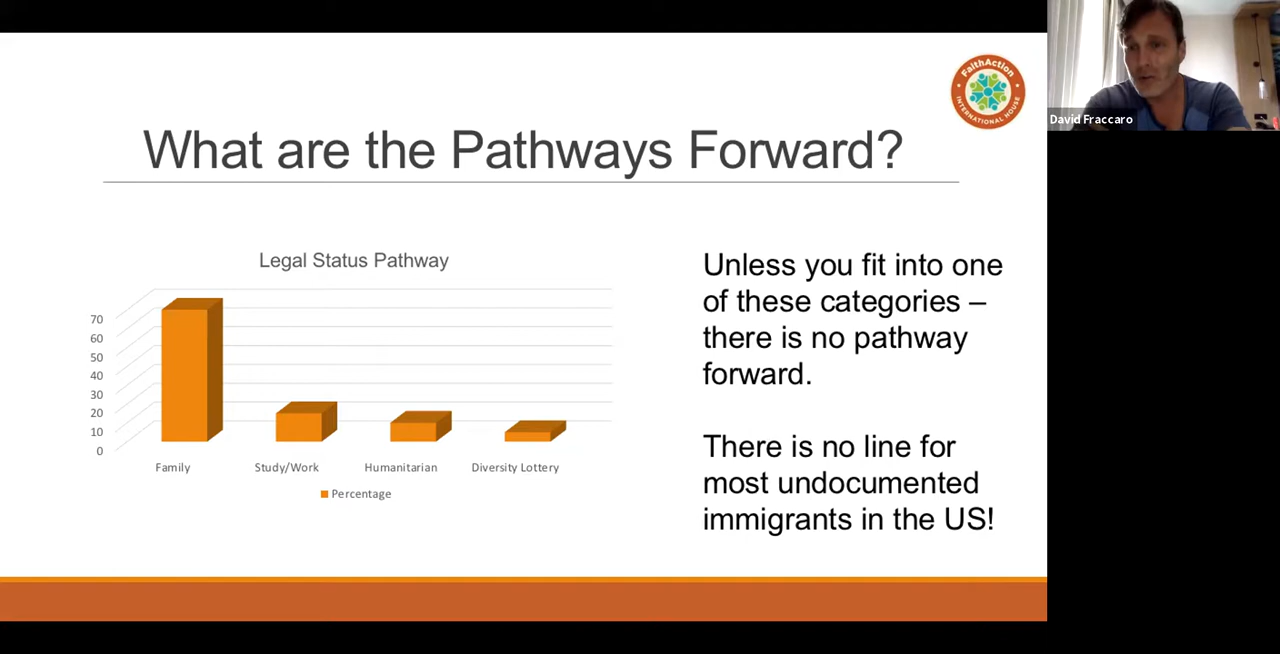 FaithAction
INTERNATIONAL HOUSE
David Fraccaro
What are the Pathways Forward?
Legal Status Pathway
70
60
50
40
30
20
10
0
Family Study/Work Humanitarian Diversity Lottery
Percentage
Unless you fit into one
of these categories –
there is no pathway
forward.
There is no line for
most undocumented
immigrants in the US!